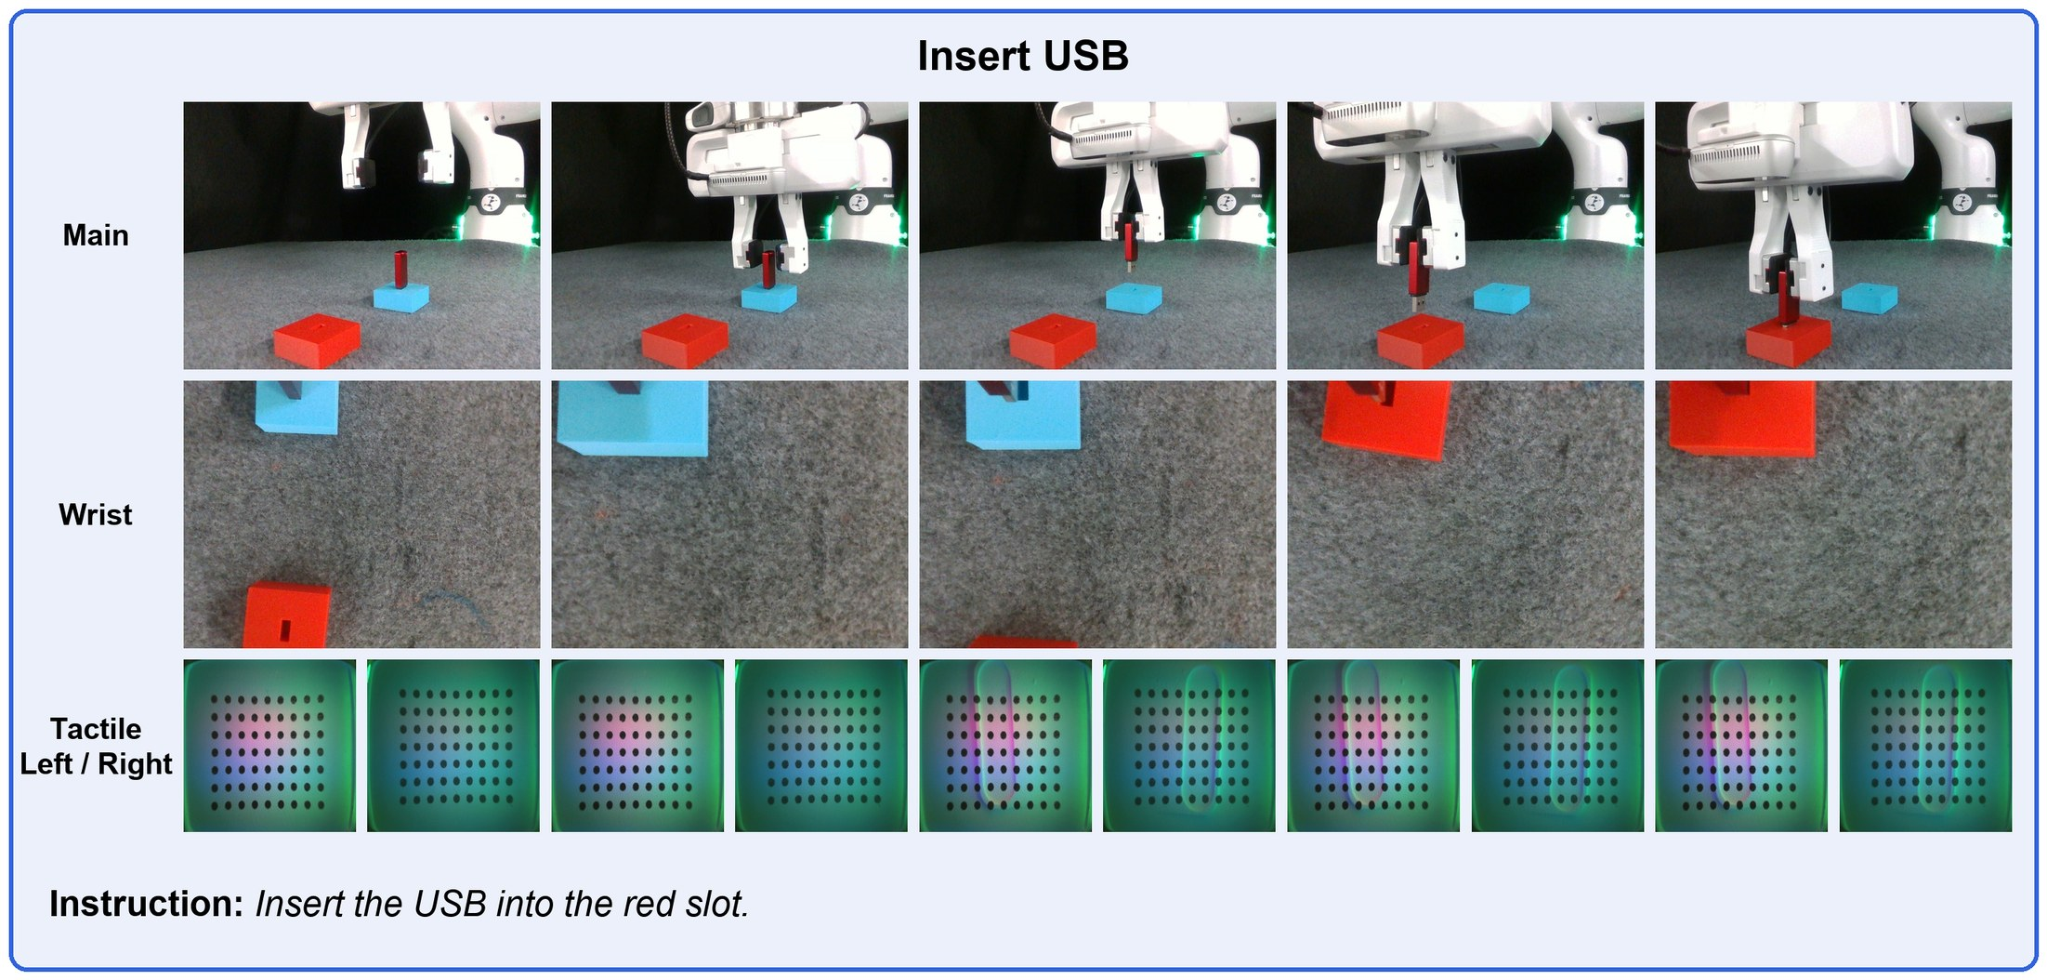 Insert USB
Main
Wrist
Tactile
Left / Right
Instruction: Insert the USB into the red slot.